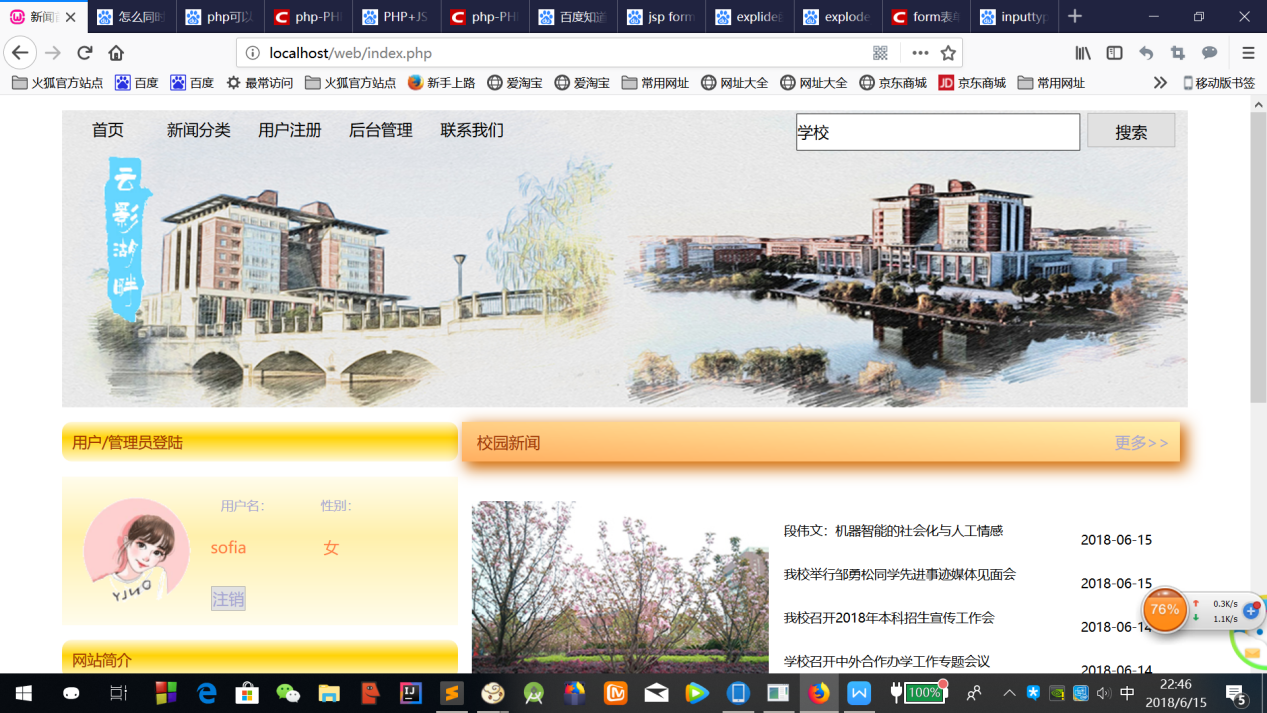 新闻
怎么同时
php可以
php-PH
PHP+JS
php-PH
百度知道
jsp form
explide
explode
form表单
inputtyp
localhost/web/index.php
火狐官方站点 百度 百度 最常访问 火狐官方站点 新手上路 爱淘宝 爱淘宝 常用网址 网址大全 网址大全 京东商城 JD 京东商城 常用网址 移动版书签
首页 新闻分类 用户注册 后台管理 联系我们 学校 搜索
云影湖畔
用户/管理员登陆
校园新闻 更多>>
用户名: 性别:
sofia 女
注销
段伟文：机器智能的社会化与人工情感 2018-06-15
我校举行邹勇松同学先进事迹媒体见面会 2018-06-15
我校召开2018年本科招生宣传工作会 2018-06-14
学校召开中外合作办学工作专题会议 2018-06-14
76% 0.3K/s
1.1K/s
网站简介
100% 中 22:46
2018/6/15 5